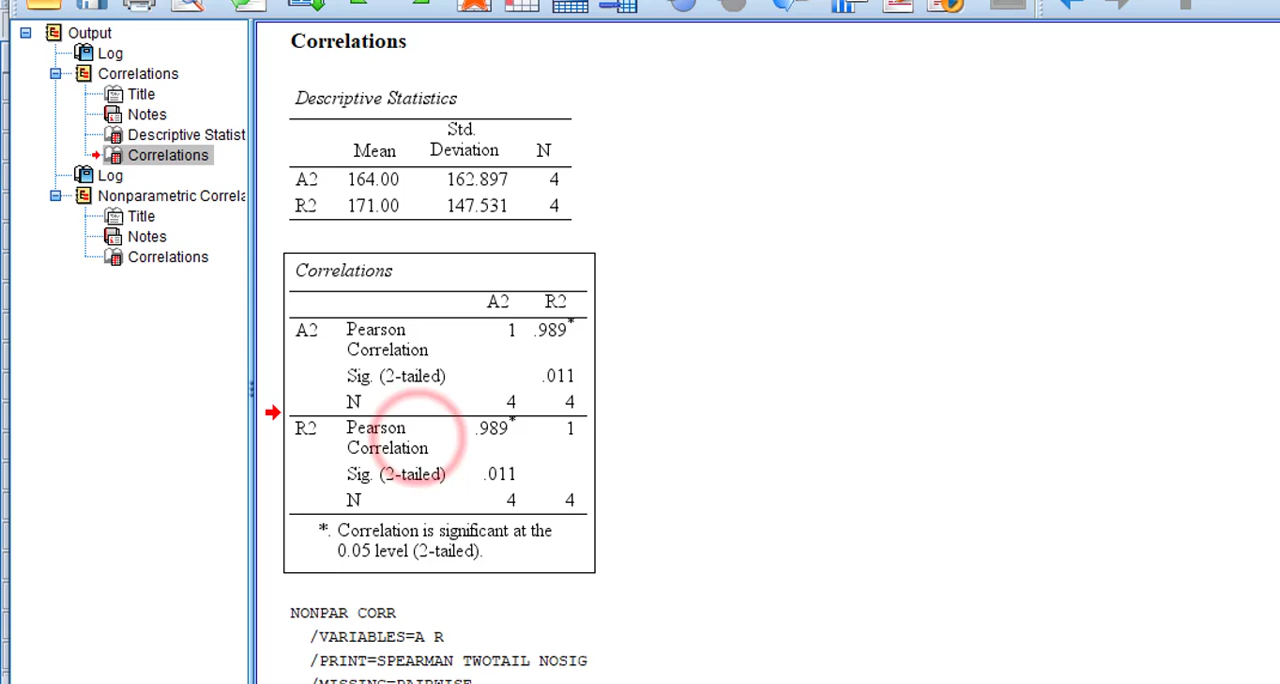 Output
Log
Correlations
Title
Notes
Descriptive Statist
Correlations
Log
Nonparametric Correla
Title
Notes
Correlations
Correlations
Descriptive Statistics
Mean Std. Deviation N
A2 164.00 162.897 4
R2 171.00 147.531 4
Correlations
A2 R2
A2 Pearson Correlation 1 .989*
Sig. (2-tailed) .011
N 4 4
R2 Pearson Correlation .989* 1
Sig. (2-tailed) .011
N 4 4
*. Correlation is significant at the
0.05 level (2-tailed).
NONPAR CORR
/VARIABLES=A R
/PRINT=SPEARMAN TWOTAIL NOSIG
/MISSING=PAIRWISE